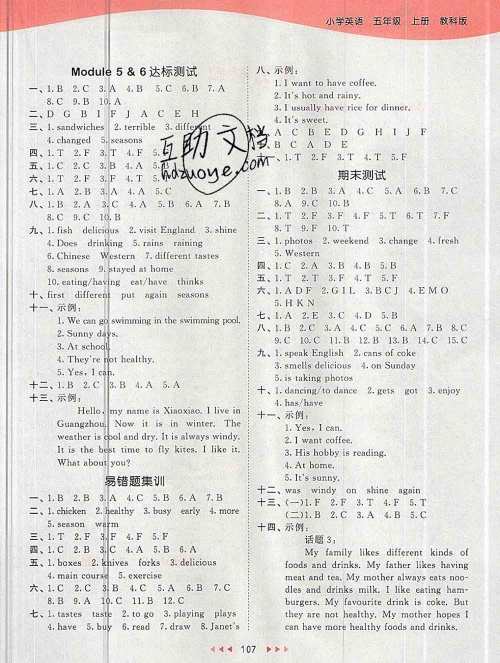 小学英语 五年级 上册 教科版
Module 5 & 6达标测试
一、1. B 2. C 3. A 4. B 5. C 6. B 7. A
8. C 9. B 10. A
二、D G B I F J A C E H
三、1. sandwiches 2. terrible 3. different
4. changed 5. seasons
四、1. T 2. F 3. T 4. F 5.
五、1. C 2. C 3. B 4. A 5.
六、1. T 2. F 3. T 4. F 5.
七、1. A 2. B 3. A 4. A 5. C
八、1. B 2. A 3. C 4. A 5. B 6. C 7. B
8. C 9. C 10. B
九、1. fish delicious 2. visit England 3. shine
4. Does drinking 5. rains raining
6. Chinese Western 7. different tastes
8. seasons 9. stayed at home
10. eating/having eat/have thinks
十、first different put again seasons
十一、示例:
1. We can go swimming in the swimming pool.
2. Sunny days.
3. At school.
4. They're not healthy.
5. Yes, I can.
十二、1. B 2. C 3. B 4. A 5. A
十三、示例:
Hello, my name is Xiaoxiao. I live in
Guangzhou. Now it is in winter. The
weather is cool and dry. It is always windy.
It is the best time to fly kites. I like it.
What about you?
易错题集训
一、1. B 2. B 3. A 4. C 5. B 6. A 7. B
二、1. chicken 2. healthy 3. busy early 4. more
5. season warm
三、1. T 2. F 3. F 4. T 5. F
四、1. C 2. B 3. B 4. A 5. B
五、1. boxes 2. knives forks 3. delicious
4. main course 5. exercise
六、1. C 2. C 3. B 4. C 5. B 6. C 7. B
8. B 9. A 10. C 11. B 12. C
七、1. tastes taste 2. to go 3. playing plays
4. have 5. buy 6. read 7. draw 8. Janet's
八、示例:
1. I want to have coffee.
2. It's hot and rainy.
3. I usually have rice for dinner.
4. It's sweet.
A C B E D G H I J F
B C A D E
1. F 2. T 3. T 4. T 5. F
期末测试
一、1. B 2. B 3. A 4. C 5. C 6. B 7. C
8. A 9. C 10. B
二、1. T 2. F 3. F 4. F 5. T 6. T 7. F
8. T 9. F 10. T
三、1. photos 2. weekend 3. change 4. fresh
5. Western
四、1. C 2. A 3. B 4. B 5. B
五、1. T 2. T 3. F 4. T 5. F
六、1. A D F 2. G I L 3. B C J 4. E M O
5. H K N
七、1. A 2. E 3. C 4. D 5. B
八、1. B 2. C 3. A 4. C 5. C 6. A 7. B 8. C
9. C 10. C 11. B 12. B 13. B 14. C 15. C
九、1. speak English 2. cans of coke
3. smells delicious 4. on Sunday
5. is taking photos
十、1. dancing/to dance 2. gets got 3. enjoy
4. has/have
十一、示例:
1. Yes, I can.
2. I want coffee.
3. His hobby is reading.
4. At home.
5. It's sunny.
十二、was windy on shine again
十三、(一)1. F 2. F 3. T 4. F 5. T
(二)1. B 2. C 3. A 4. C 5. B
十四、示例:
话题 3:
My family likes different kinds of
foods and drinks. My father likes having
meat and tea. My mother always eats noo-
dles and drinks milk. I like eating ham-
burgers. My favourite drink is coke. But
they are not healthy. My mother hopes I
can have more healthy foods and drinks.
107
互助文档
hdzuoye.com